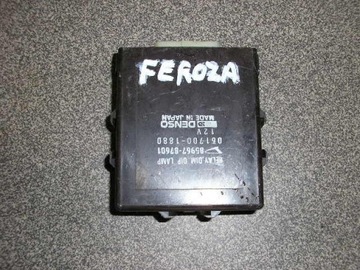 FEROZA
RELAY,DIM DIP LAMP
85967-87601
061700-1880
12V
DENSO
MADE IN JAPAN